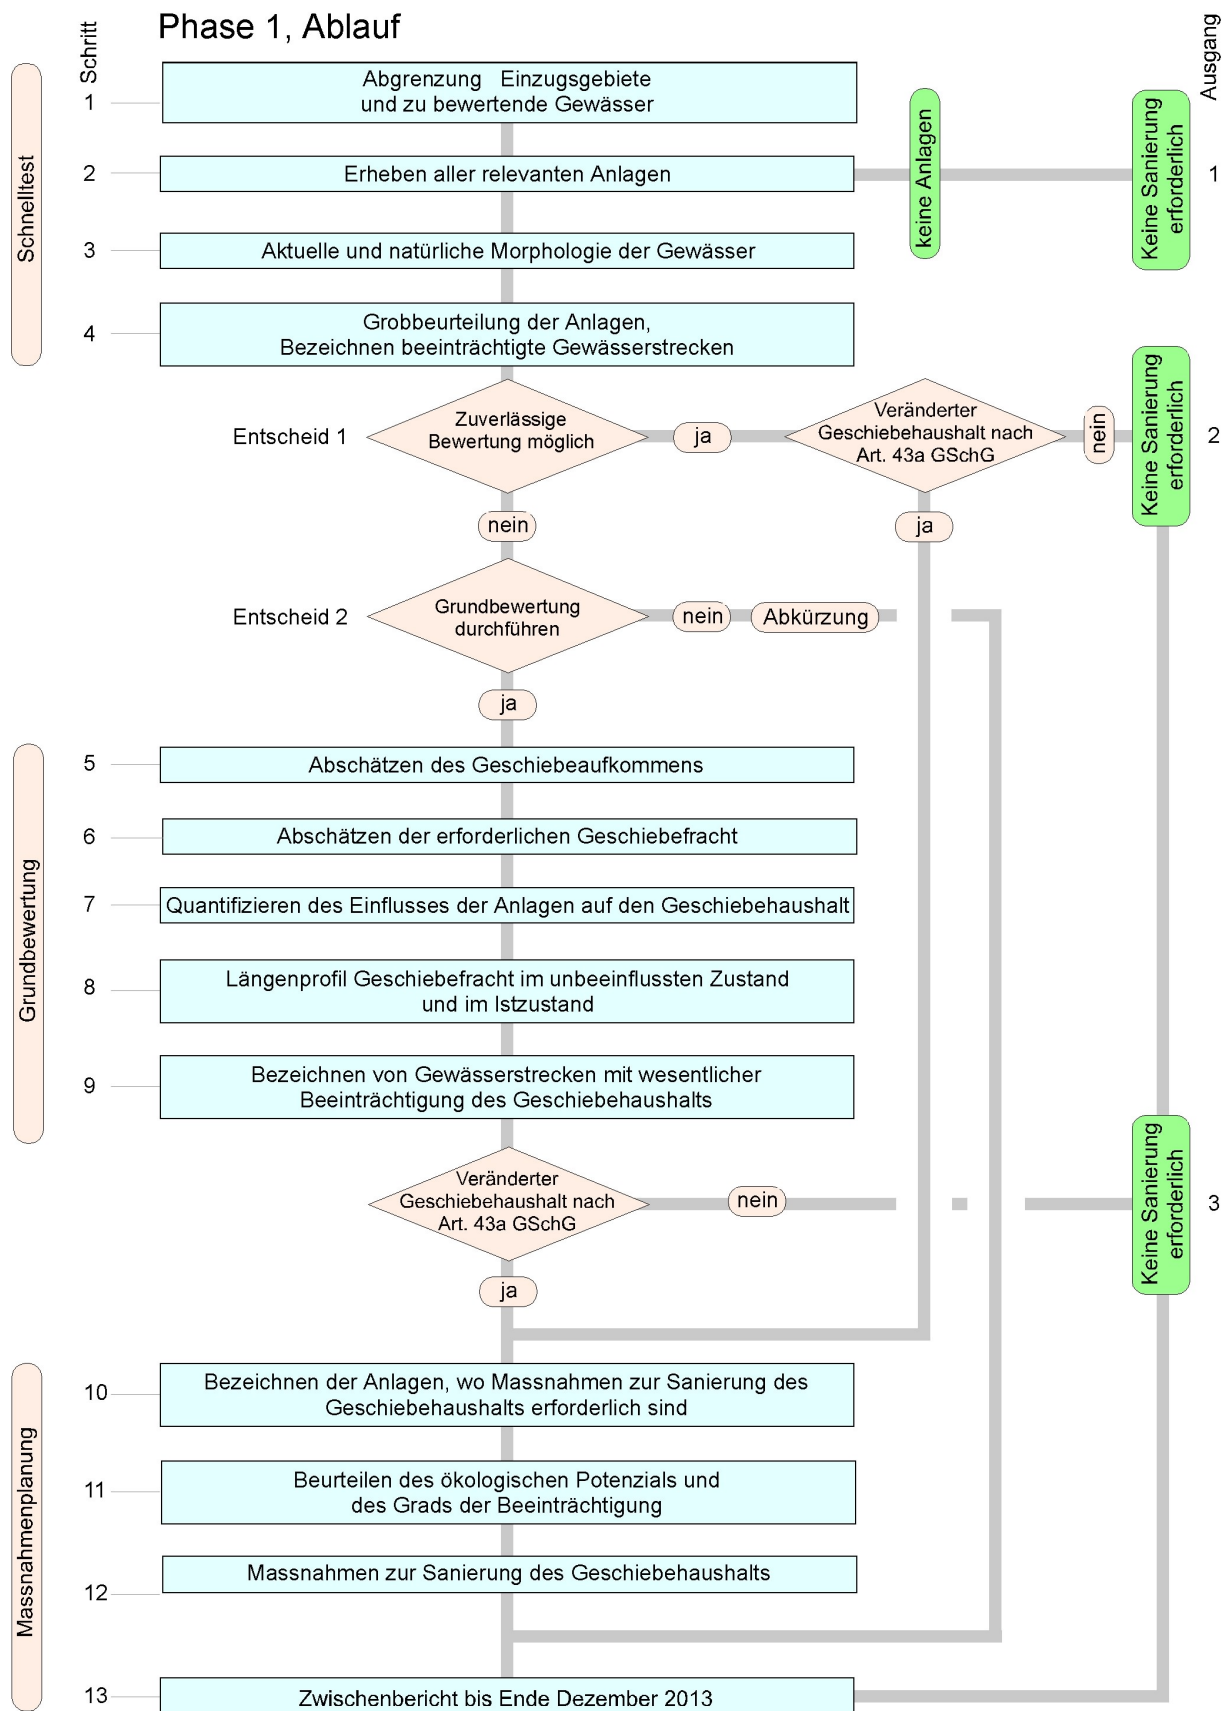 Phase 1, Ablauf
Schritt
Ausgang
Schnelltest
1
Abgrenzung Einzugsgebiete
und zu bewertende Gewässer
2
Erheben aller relevanten Anlagen
keine Anlagen
Keine Sanierung
erforderlich
1
3
Aktuelle und natürliche Morphologie der Gewässer
4
Grobbeurteilung der Anlagen,
Bezeichnen beeinträchtigte Gewässerstrecken
Entscheid 1
Zuverlässige
Bewertung möglich
ja
Veränderter
Geschiebehaushalt nach
Art. 43a GSchG
nein
Keine Sanierung
erforderlich
2
nein
ja
Entscheid 2
Grundbewertung
durchführen
nein
Abkürzung
ja
Grundbewertung
5
Abschätzen des Geschiebeaufkommens
6
Abschätzen der erforderlichen Geschiebefracht
7
Quantifizieren des Einflusses der Anlagen auf den Geschiebehaushalt
8
Längenprofil Geschiebefracht im unbeeinflussten Zustand
und im Istzustand
9
Bezeichnen von Gewässerstrecken mit wesentlicher
Beeinträchtigung des Geschiebehaushalts
Veränderter
Geschiebehaushalt nach
Art. 43a GSchG
nein
Keine Sanierung
erforderlich
3
ja
Massnahmenplanung
10
Bezeichnen der Anlagen, wo Massnahmen zur Sanierung des
Geschiebehaushalts erforderlich sind
11
Beurteilen des ökologischen Potenzials und
des Grads der Beeinträchtigung
12
Massnahmen zur Sanierung des Geschiebehaushalts
13
Zwischenbericht bis Ende Dezember 2013